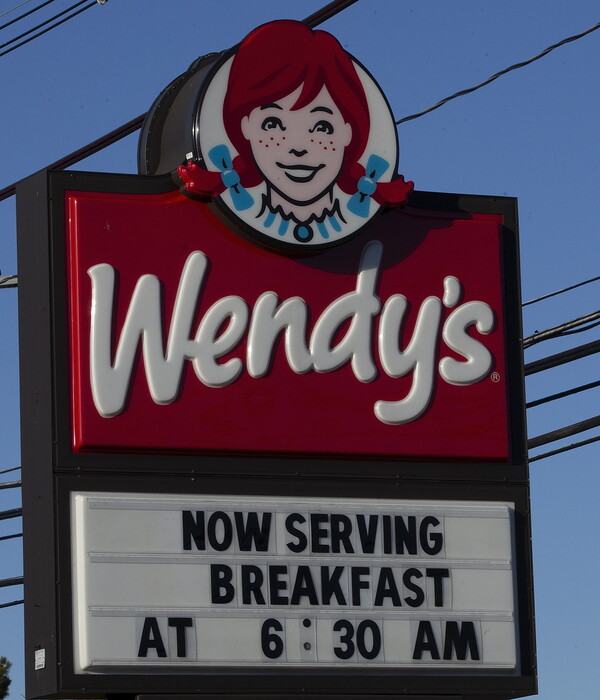 Wendy's®
NOW SERVING
BREAKFAST
AT 6:30 AM